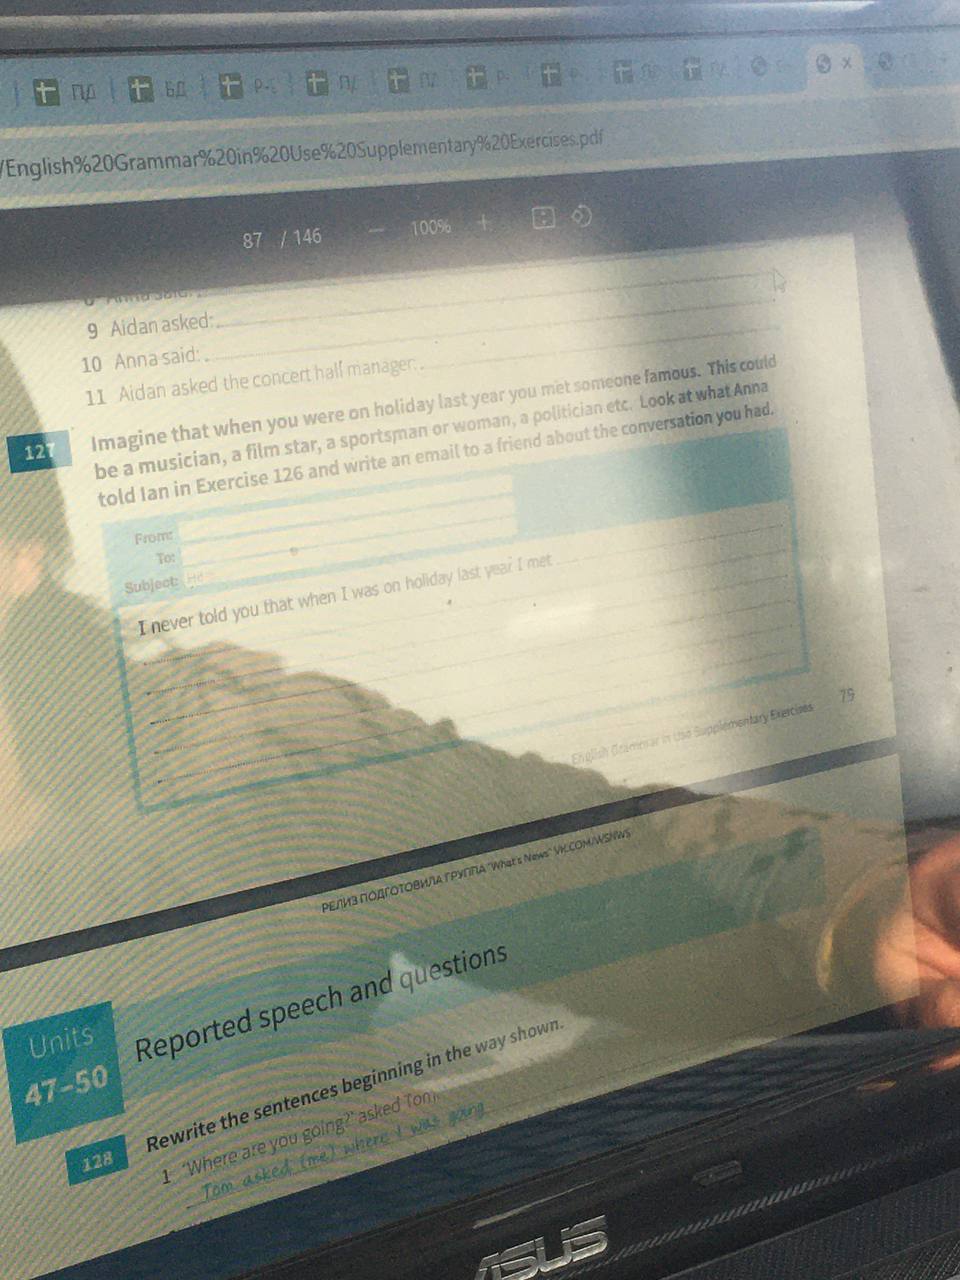 ПД БД
/English%20Grammar%20in%20Use%20Supplementary%20Exercises.pdf
87 / 146 — 100% +
Anna said:
9 Aidan asked:
10 Anna said:
11 Aidan asked the concert hall manager:
127 Imagine that when you were on holiday last year you met someone famous. This could
be a musician, a film star, a sportsman or woman, a politician etc. Look at what Anna
told Ian in Exercise 126 and write an email to a friend about the conversation you had.
From:
To:
Subject:
I never told you that when I was on holiday last year I met
English Grammar in Use Supplementary Exercises 79
РЕЛИЗ ПОДГОТОВИЛА ГРУППА "What's News" VK.COM/WSNWS
Units
47–50
Reported speech and questions
128 Rewrite the sentences beginning in the way shown.
1 'Where are you going?' asked Tom.
Tom asked (me) where I was going
ASUS